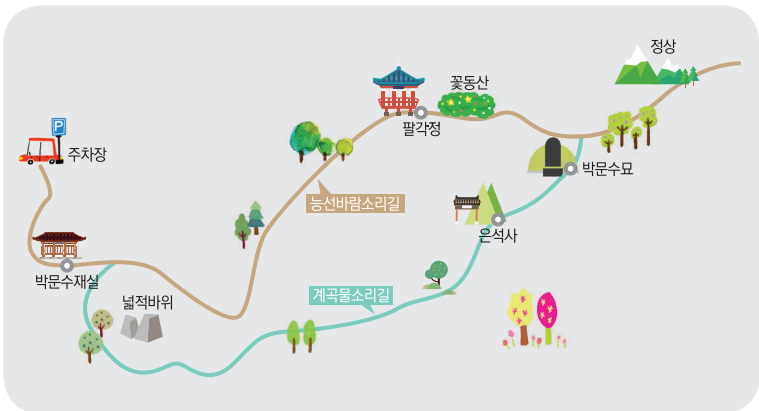 정상
P
꽃동산
팔각정
주차장
박문수묘
능선바람소리길
은석사
박문수재실
계곡물소리길
넓적바위